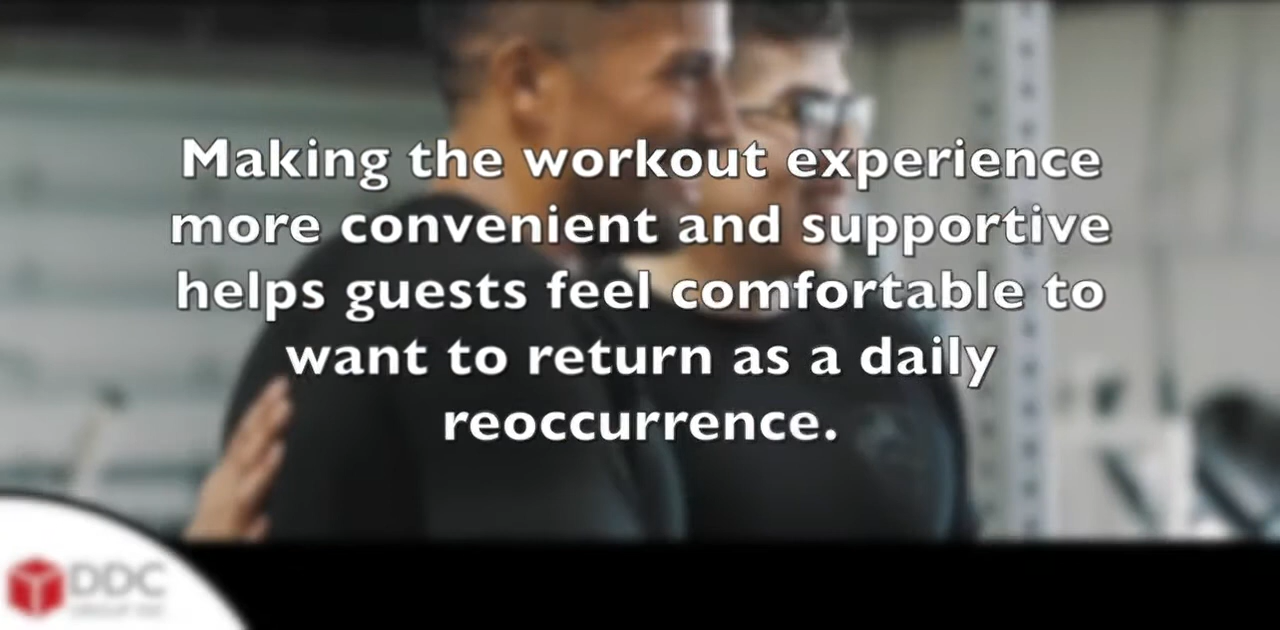 Making the workout experience
more convenient and supportive
helps guests feel comfortable to
want to return as a daily
reoccurrence.
DDC